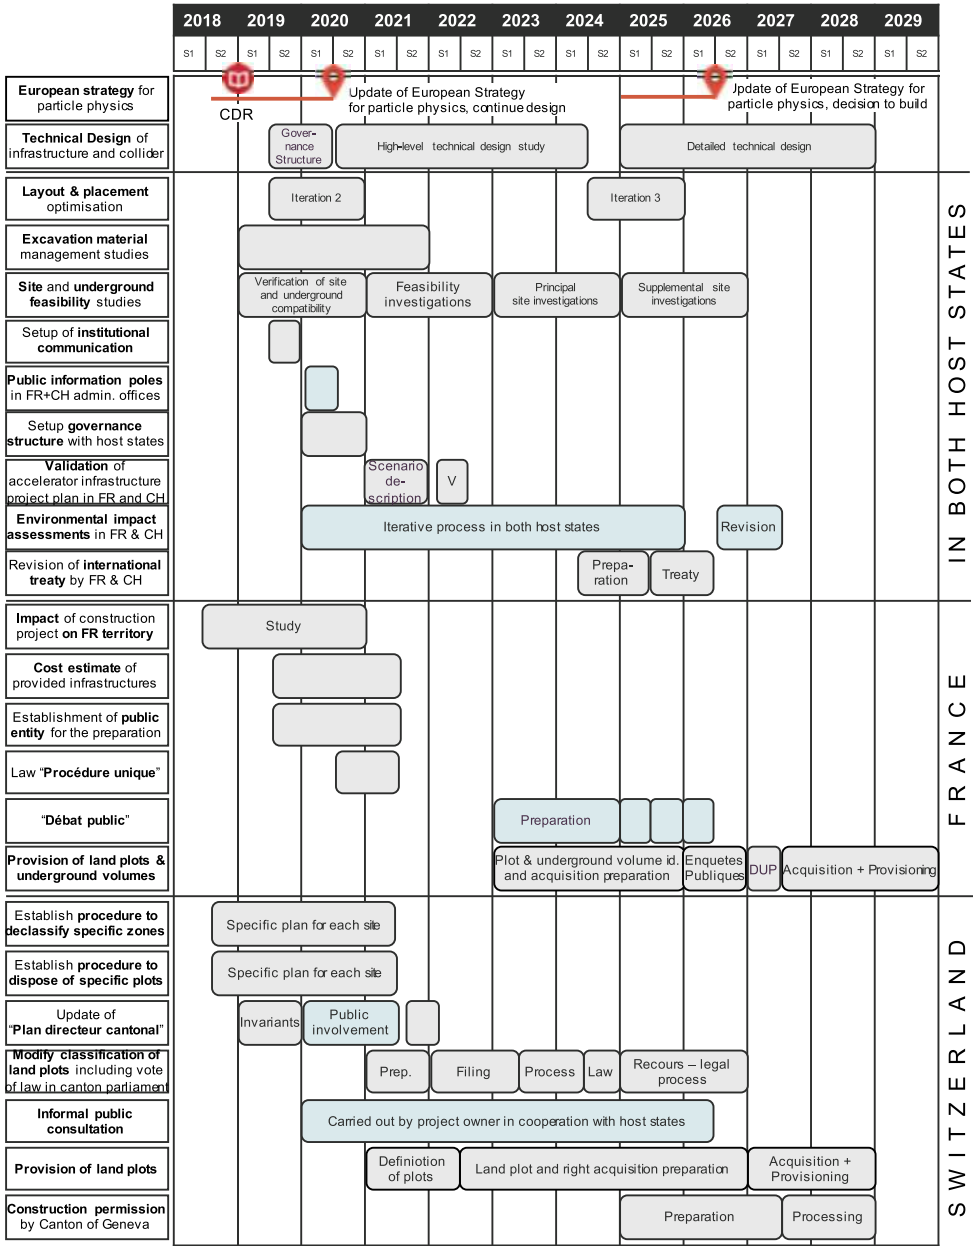 2018 2019 2020 2021 2022 2023 2024 2025 2026 2027 2028 2029
S1 S2 S1 S2 S1 S2 S1 S2 S1 S2 S1 S2 S1 S2 S1 S2 S1 S2 S1 S2 S1 S2 S1 S2
European strategy for
particle physics
CDR
Update of European Strategy
for particle physics, continue design
Update of European Strategy for
particle physics, decision to build
Technical Design of
infrastructure and collider
Gover-
nance
Structure
High-level technical design study
Detailed technical design
IN BOTH HOST STATES
Layout & placement
optimisation
Iteration 2
Iteration 3
Excavation material
management studies
Site and underground
feasibility studies
Verification of site
and underground
compatibility
Feasibility
investigations
Principal
site investigations
Supplemental site
investigations
Setup of institutional
communication
Public information poles
in FR+CH admin. offices
Setup governance
structure with host states
Validation of
accelerator infrastructure
project plan in FR and CH
Scenario
de-
scription
V
Environmental impact
assessments in FR & CH
Iterative process in both host states
Revision
Revision of international
treaty by FR & CH
Prepa-
ration
Treaty
FRANCE
Impact of construction
project on FR territory
Study
Cost estimate of
provided infrastructures
Establishment of public
entity for the preparation
Law “Procédure unique”
“Débat public”
Preparation
Provision of land plots &
underground volumes
Plot & underground volume id.
and acquisition preparation
Enquetes
Publiques
DUP
Acquisition + Provisioning
SWITZERLAND
Establish procedure to
declassify specific zones
Specific plan for each site
Establish procedure to
dispose of specific plots
Specific plan for each site
Update of
“Plan directeur cantonal”
Invariants
Public
involvement
Modify classification of
land plots including vote
of law in canton parliament
Prep.
Filing
Process
Law
Recours – legal
process
Informal public
consultation
Carried out by project owner in cooperation with host states
Provision of land plots
Definiotion
of plots
Land plot and right acquisition preparation
Acquisition +
Provisioning
Construction permission
by Canton of Geneva
Preparation
Processing